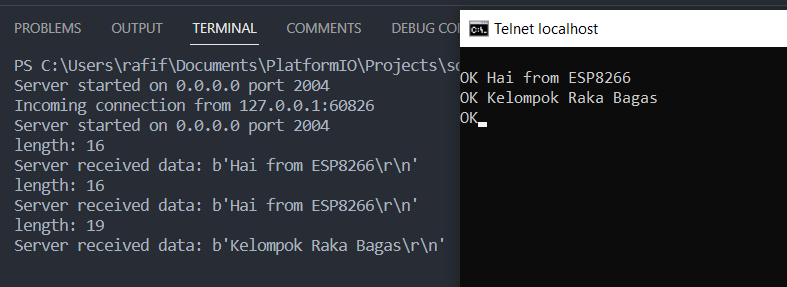 PROBLEMS OUTPUT TERMINAL COMMENTS DEBUG CO
PS C:\Users\rafif\Documents\PlatformIO\Projects\so
Server started on 0.0.0.0 port 2004
Incoming connection from 127.0.0.1:60826
Server started on 0.0.0.0 port 2004
length: 16
Server received data: b'Hai from ESP8266\r\n'
length: 16
Server received data: b'Hai from ESP8266\r\n'
length: 19
Server received data: b'Kelompok Raka Bagas\r\n'
Telnet localhost
OK Hai from ESP8266
OK Kelompok Raka Bagas
OK